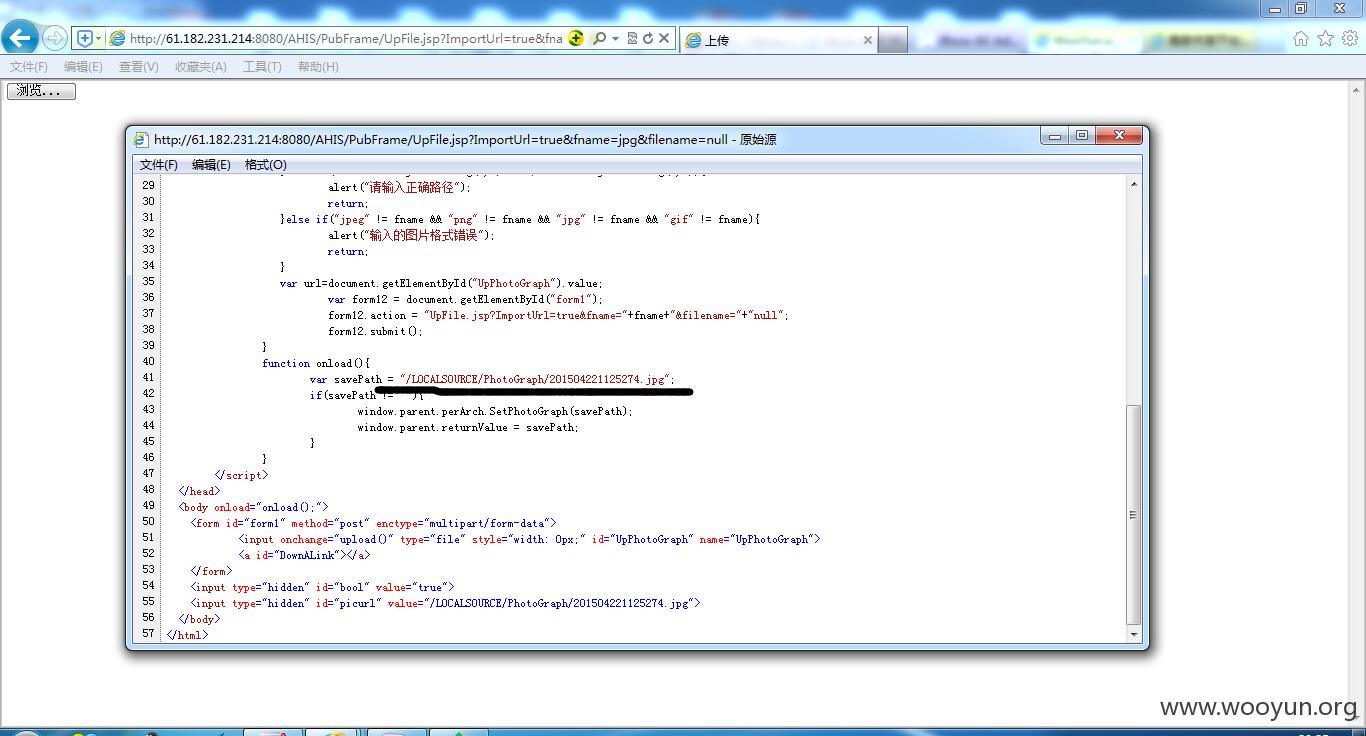 http://61.182.231.214:8080/AHIS/PubFrame/UpFile.jsp?ImportUrl=true&fna
上传
文件(F) 编辑(E) 查看(V) 收藏夹(A) 工具(T) 帮助(H)
浏览...
http://61.182.231.214:8080/AHIS/PubFrame/UpFile.jsp?ImportUrl=true&fname=jpg&filename=null - 原始源
文件(F) 编辑(E) 格式(O)
29 alert("请输入正确路径");
30 return;
31 }else if("jpeg" != fname && "png" != fname && "jpg" != fname && "gif" != fname){
32 alert("输入的图片格式错误");
33 return;
34 }
35 var url=document.getElementById("UpPhotoGraph").value;
36 var form12 = document.getElementById("form1");
37 form12.action = "UpFile.jsp?ImportUrl=true&fname="+fname+"&filename="+"null";
38 form12.submit();
39 }
40 function onload(){
41 var savePath = "/LOCALSOURCE/PhotoGraph/201504221125274.jpg";
42 if(savePath != ""){
43 window.parent.perArch.SetPhotoGraph(savePath);
44 window.parent.returnValue = savePath;
45 }
46 }
47 </script>
48 </head>
49 <body onload="onload();">
50 <form id="form1" method="post" enctype="multipart/form-data">
51 <input onchange="upload()" type="file" style="width: 0px;" id="UpPhotoGraph" name="UpPhotoGraph">
52 <a id="DownALink"></a>
53 </form>
54 <input type="hidden" id="bool" value="true">
55 <input type="hidden" id="picurl" value="/LOCALSOURCE/PhotoGraph/201504221125274.jpg">
56 </body>
57 </html>
www.wooyun.org